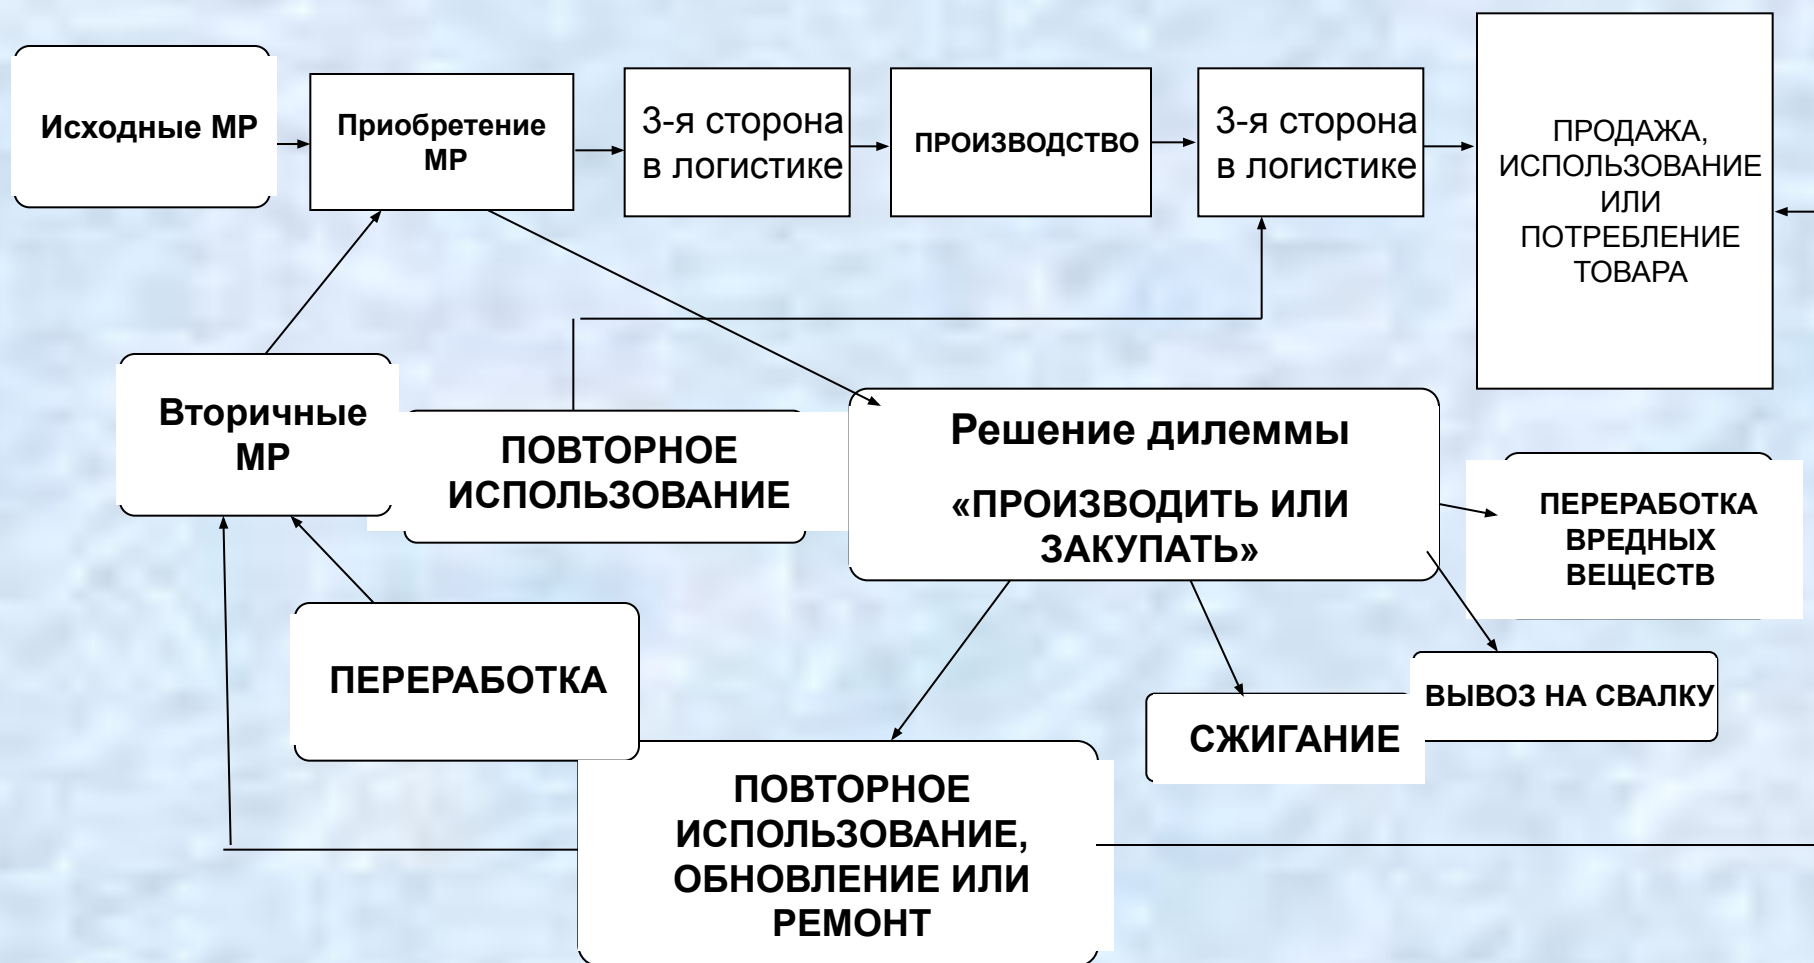 Исходные МР
Приобретение
МР
3-я сторона
в логистике
ПРОИЗВОДСТВО
3-я сторона
в логистике
ПРОДАЖА,
ИСПОЛЬЗОВАНИЕ
ИЛИ
ПОТРЕБЛЕНИЕ
ТОВАРА
Вторичные
МР
ПОВТОРНОЕ
ИСПОЛЬЗОВАНИЕ
Решение дилеммы
«ПРОИЗВОДИТЬ ИЛИ
ЗАКУПАТЬ»
ПЕРЕРАБОТКА
ВРЕДНЫХ
ВЕЩЕСТВ
ПЕРЕРАБОТКА
СЖИГАНИЕ
ВЫВОЗ НА СВАЛКУ
ПОВТОРНОЕ
ИСПОЛЬЗОВАНИЕ,
ОБНОВЛЕНИЕ ИЛИ
РЕМОНТ